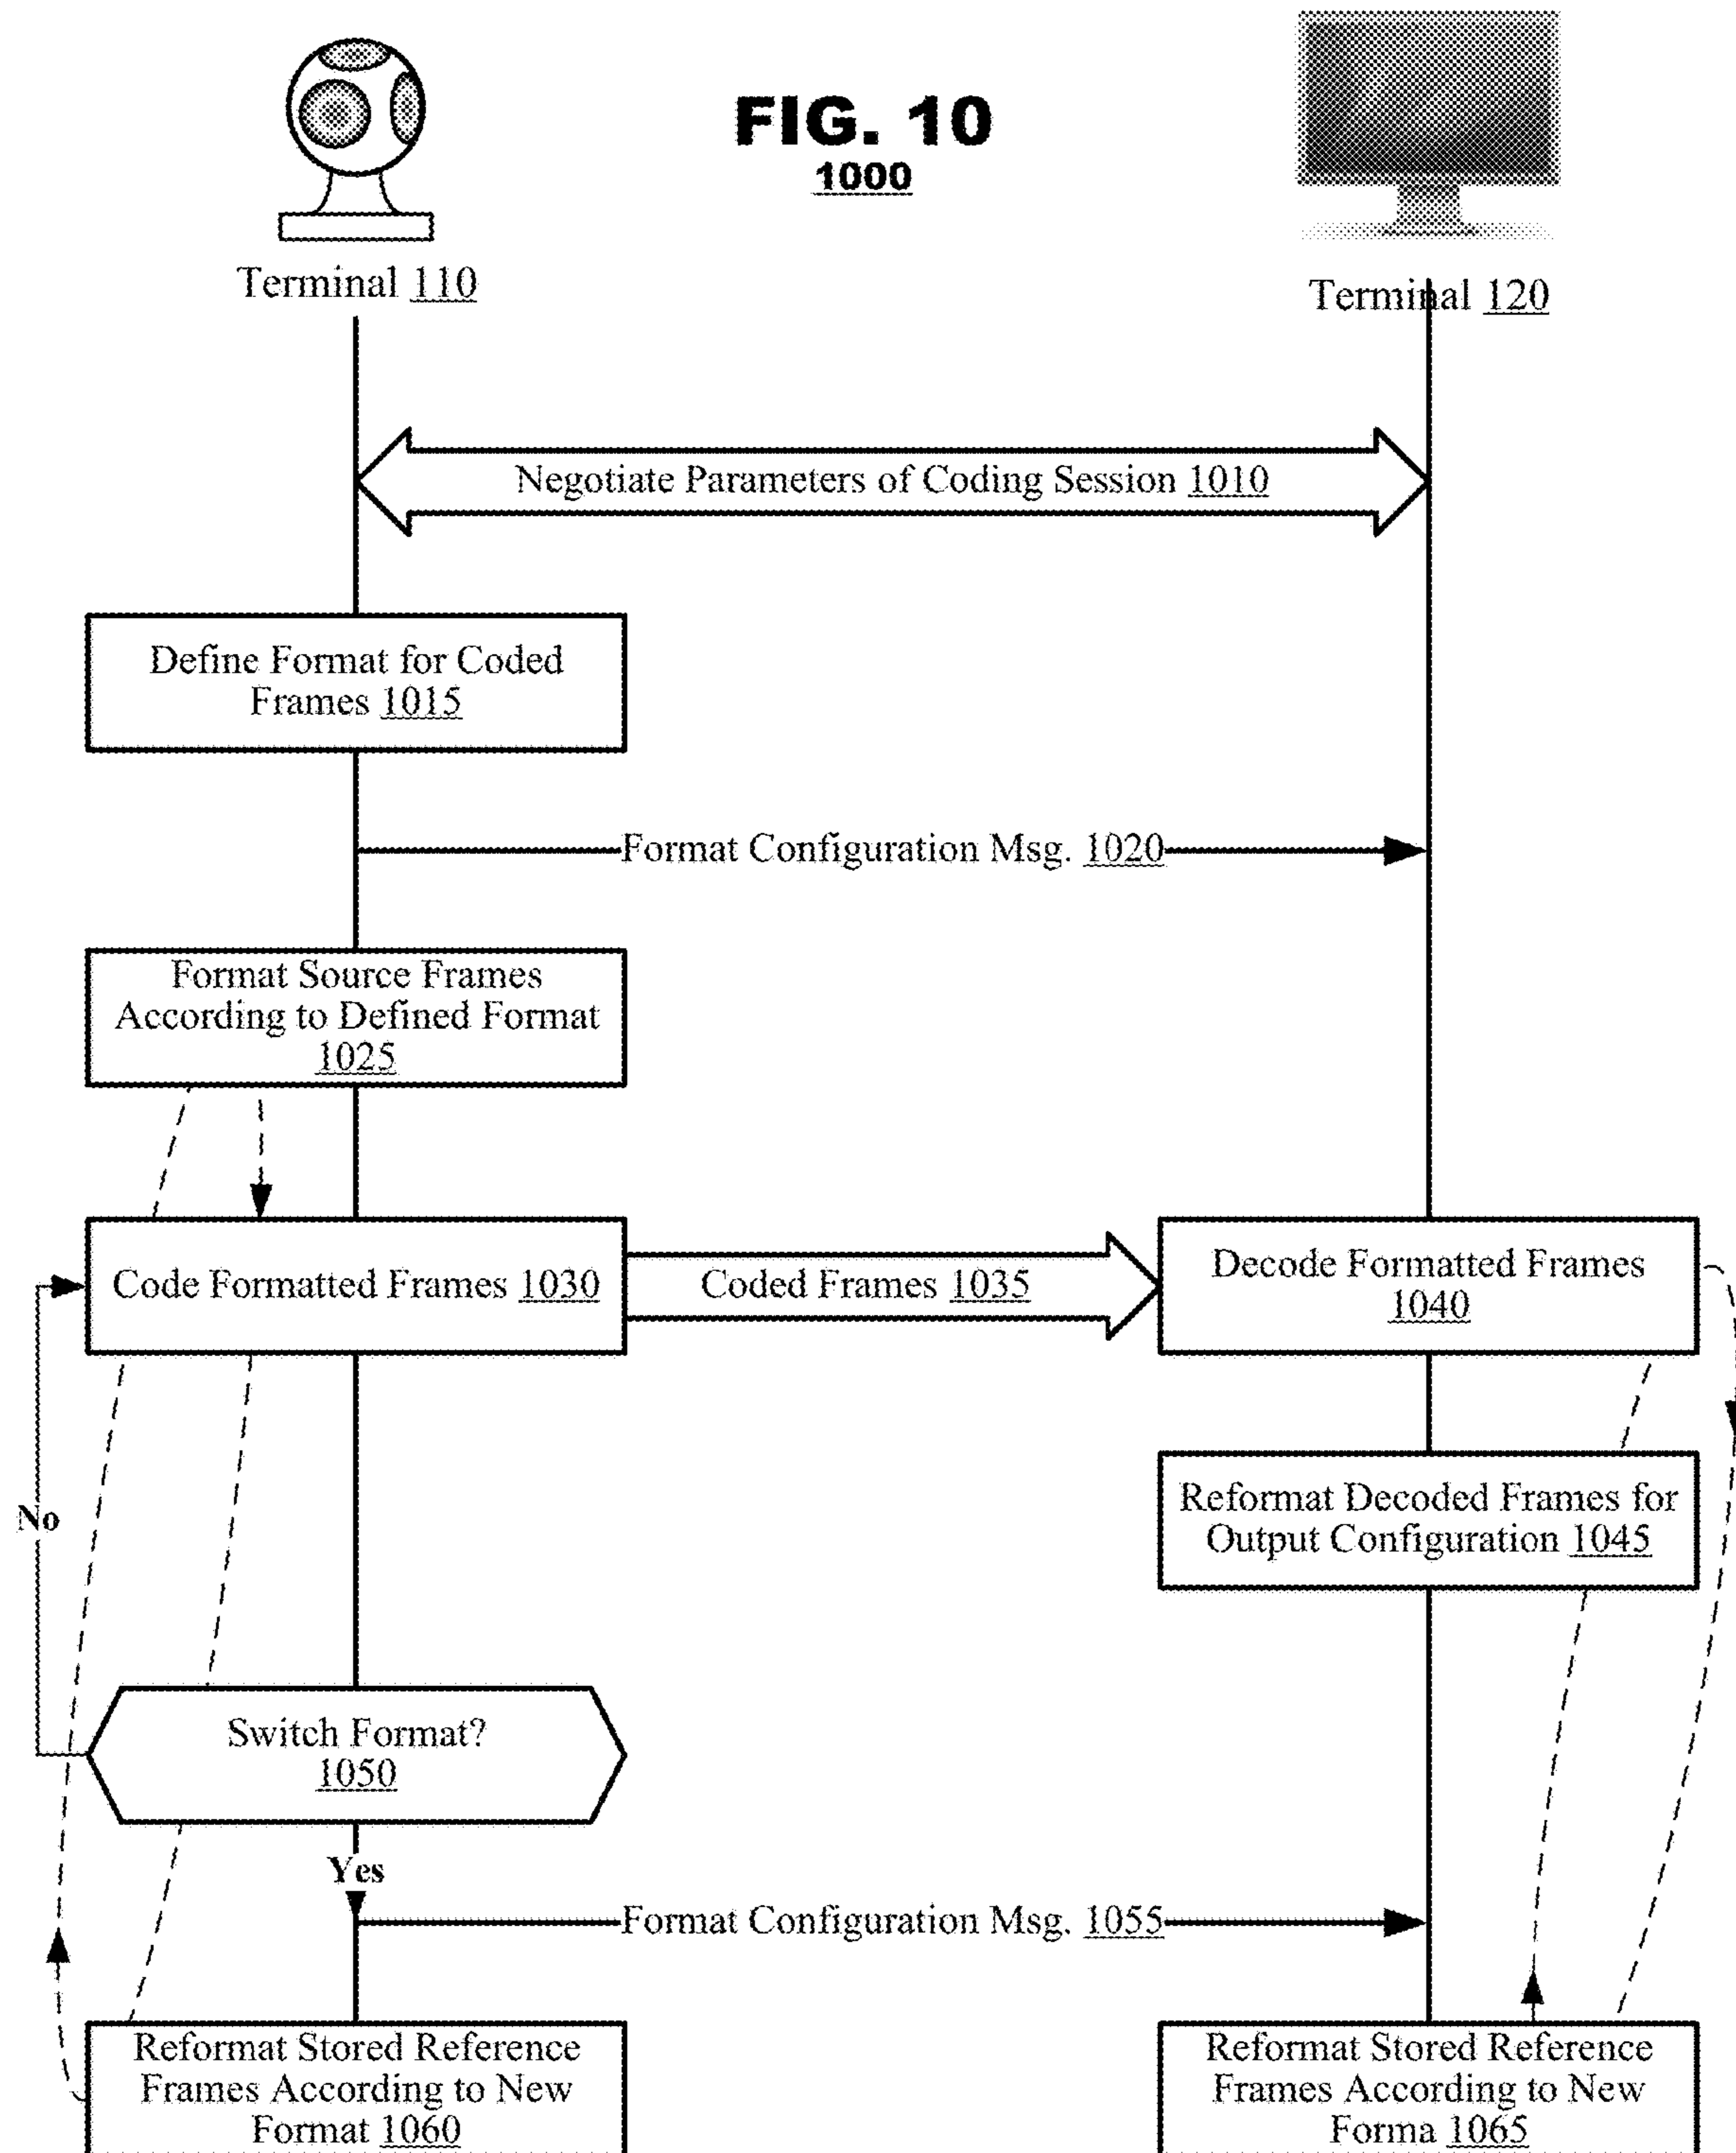 FIG. 10
1000
Terminal 110
Terminal 120
Negotiate Parameters of Coding Session 1010
Define Format for Coded
Frames 1015
Format Configuration Msg. 1020
Format Source Frames
According to Defined Format
1025
Code Formatted Frames 1030
Coded Frames 1035
Decode Formatted Frames
1040
Reformat Decoded Frames for
Output Configuration 1045
No
Switch Format?
1050
Yes
Format Configuration Msg. 1055
Reformat Stored Reference
Frames According to New
Format 1060
Reformat Stored Reference
Frames According to New
Forma 1065